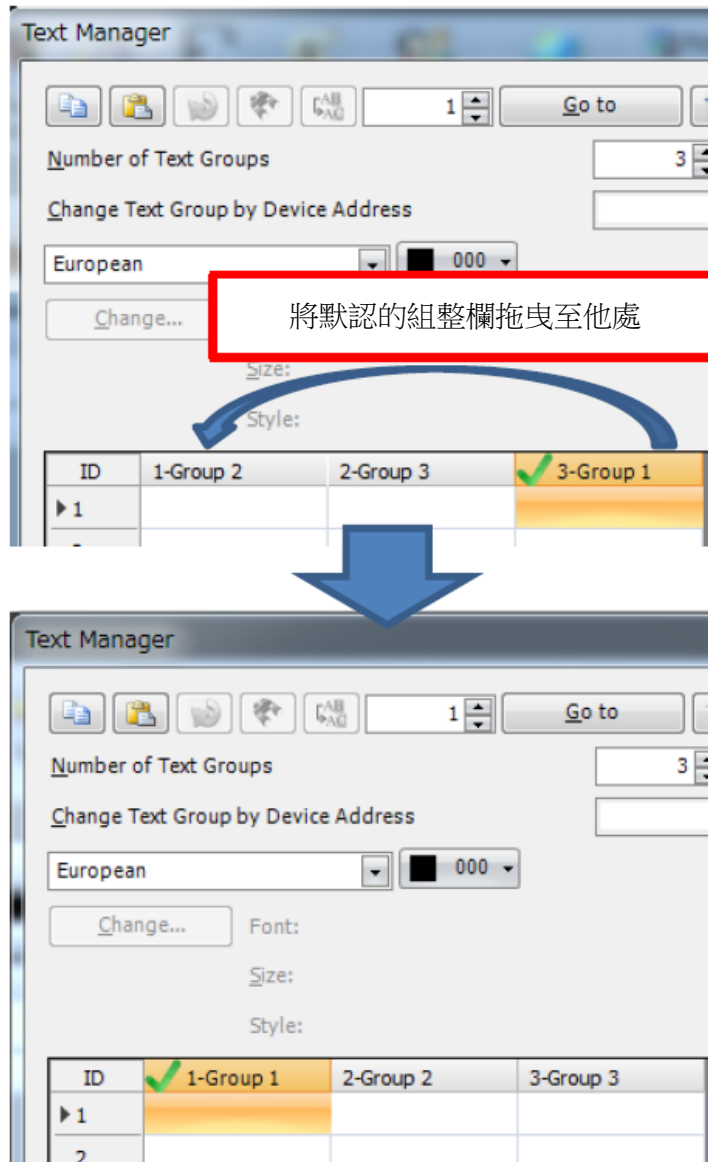 Text Manager
1 Go to
Number of Text Groups 3
Change Text Group by Device Address
European 000
將默認的組整欄拖曳至他處
Change...
Size:
Style:
ID 1-Group 2 2-Group 3 3-Group 1
1
Text Manager
1 Go to
Number of Text Groups 3
Change Text Group by Device Address
European 000
Change... Font:
Size:
Style:
ID 1-Group 1 2-Group 2 3-Group 3
1
2